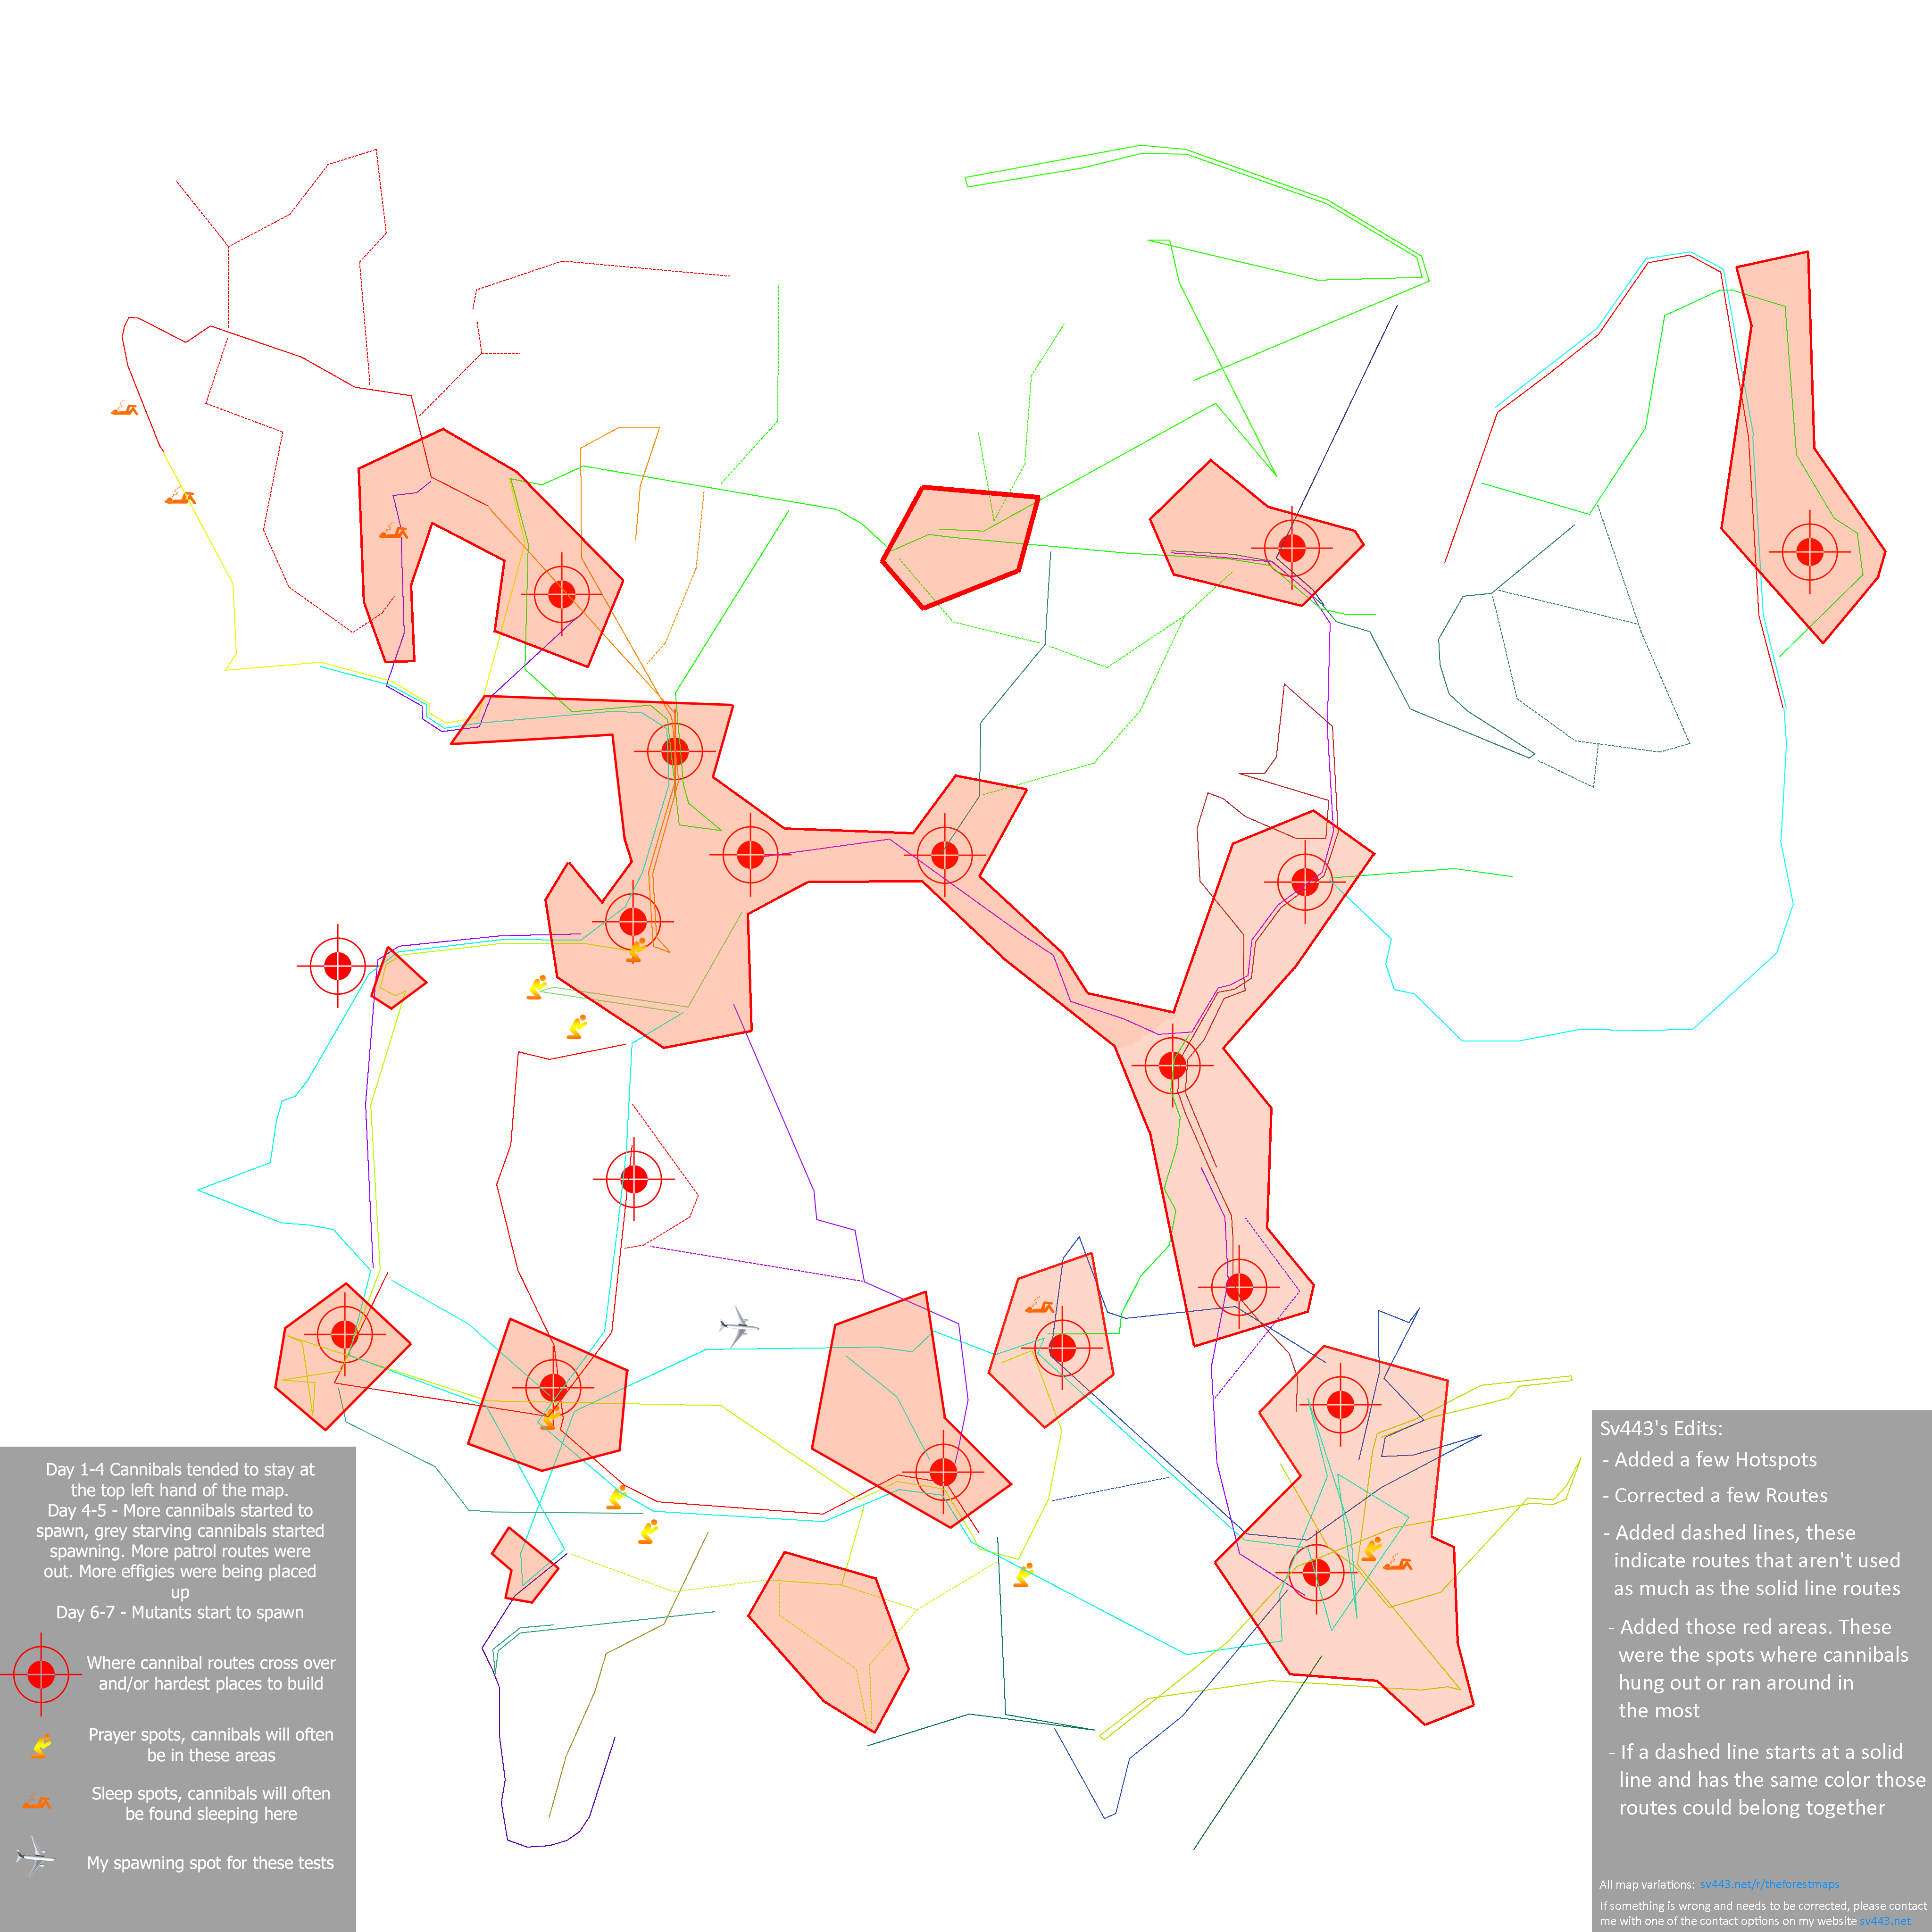 Day 1-4 Cannibals tended to stay at
the top left hand of the map.
Day 4-5 - More cannibals started to
spawn, grey starving cannibals started
spawning. More patrol routes were
out. More effigies were being placed
up
Day 6-7 - Mutants start to spawn
Where cannibal routes cross over
and/or hardest places to build
Prayer spots, cannibals will often
be in these areas
Sleep spots, cannibals will often
be found sleeping here
My spawning spot for these tests
Sv443's Edits:
- Added a few Hotspots
- Corrected a few Routes
- Added dashed lines, these
indicate routes that aren't used
as much as the solid line routes
- Added those red areas. These
were the spots where cannibals
hung out or ran around in
the most
- If a dashed line starts at a solid
line and has the same color those
routes could belong together
All map variations: sv443.net/r/theforestmaps
If something is wrong and needs to be corrected, please contact
me with one of the contact options on my website sv443.net